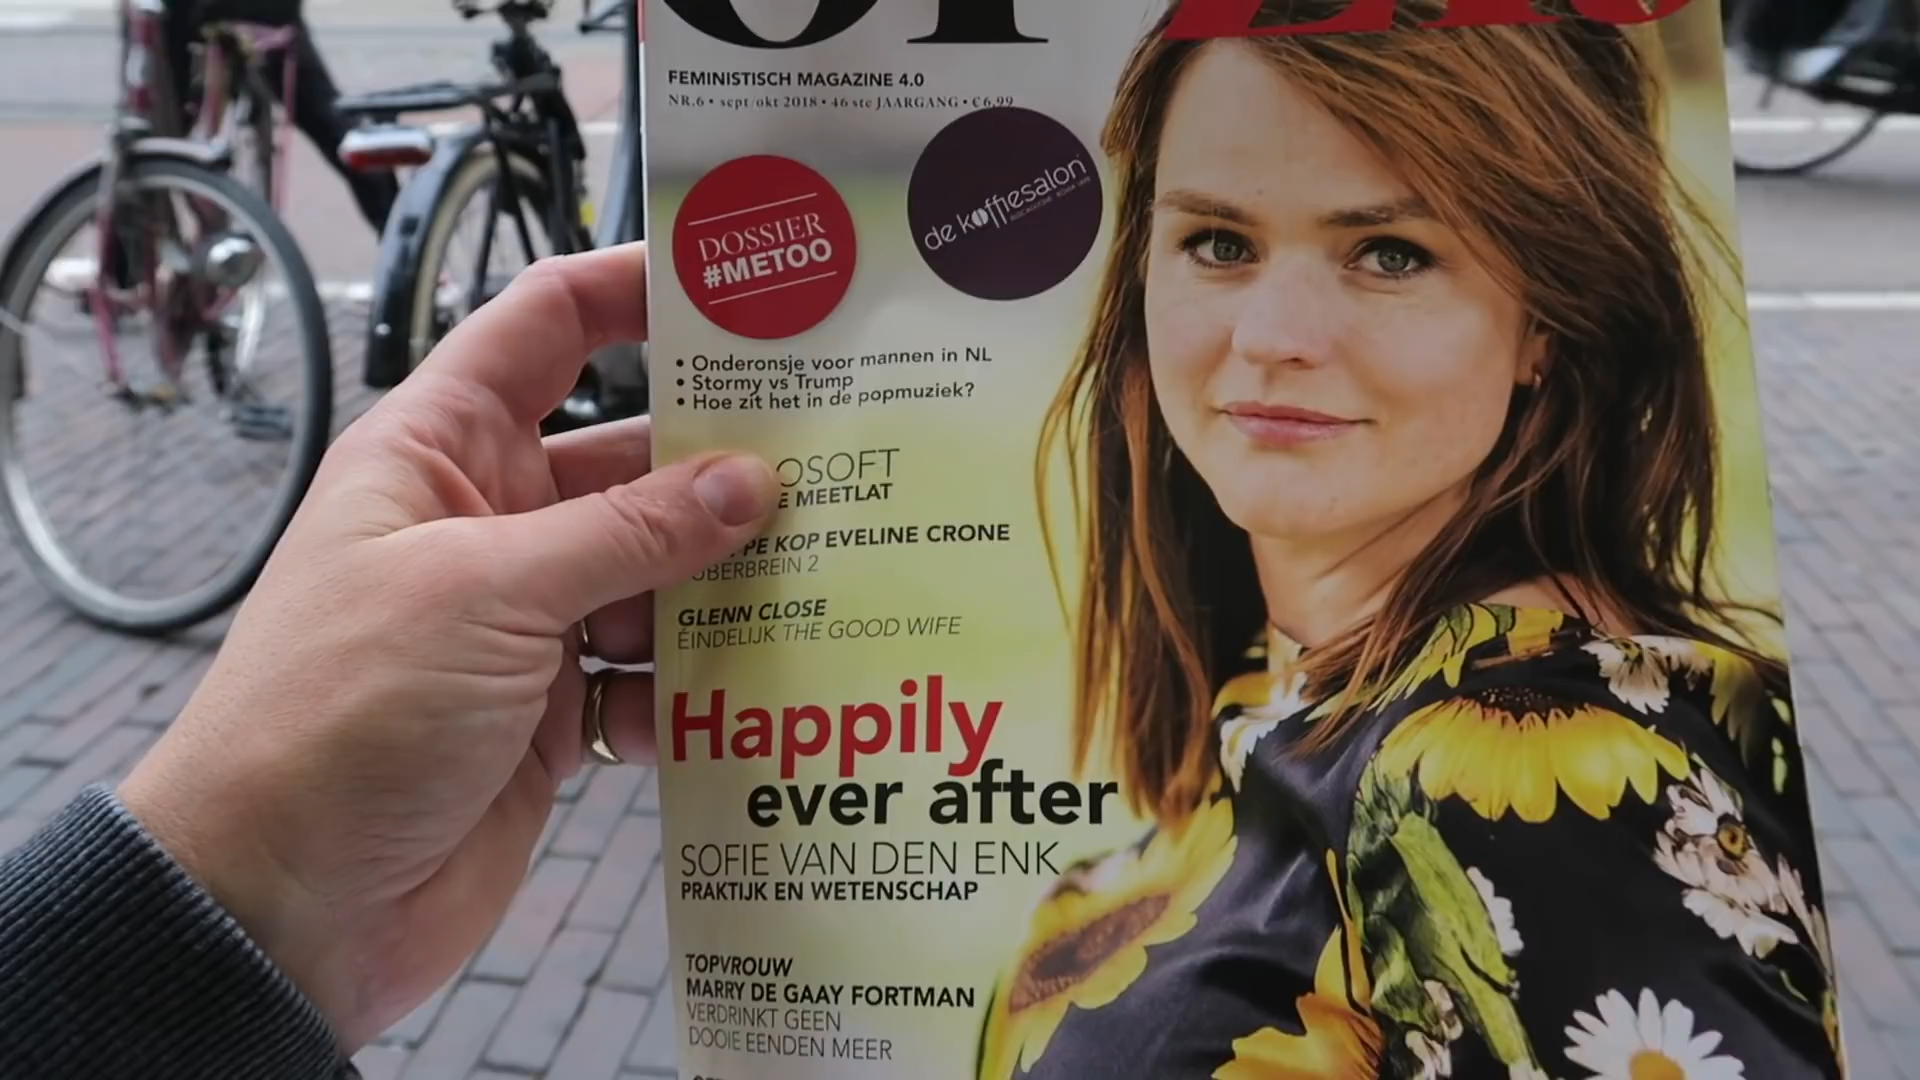 FEMINISTISCH MAGAZINE 4.0
NR.6 • sept/okt 2018 • 46 ste JAARGANG • €6,99
DOSSIER
#METOO
de koffiesalon
• Onderonsje voor mannen in NL
• Stormy vs Trump
• Hoe zit het in de popmuziek?
OSOFT
E MEETLAT
PE KOP EVELINE CRONE
ÜBERBREIN 2
GLENN CLOSE
ÉINDELIJK THE GOOD WIFE
Happily
ever after
SOFIE VAN DEN ENK
PRAKTIJK EN WETENSCHAP
TOPVROUW
MARRY DE GAAY FORTMAN
VERDRINKT GEEN
DOOIE EENDEN MEER